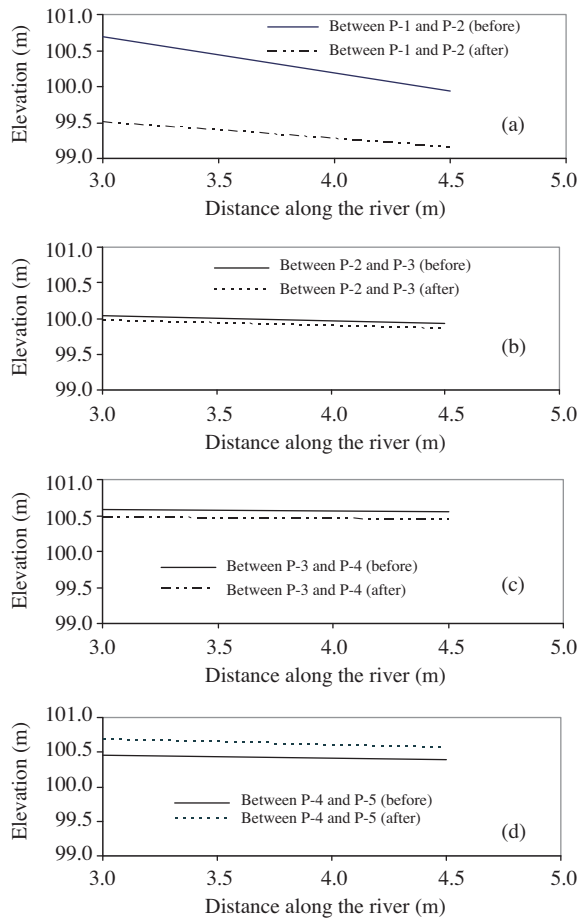 101.0
100.5
100.0
99.5
99.0
Elevation (m)
Between P-1 and P-2 (before)
Between P-1 and P-2 (after)
(a)
3.0 3.5 4.0 4.5 5.0
Distance along the river (m)
101.0
100.5
100.0
99.5
99.0
Elevation (m)
Between P-2 and P-3 (before)
Between P-2 and P-3 (after)
(b)
3.0 3.5 4.0 4.5 5.0
Distance along the river (m)
101.0
100.5
100.0
99.5
99.0
Elevation (m)
Between P-3 and P-4 (before)
Between P-3 and P-4 (after)
(c)
3.0 3.5 4.0 4.5 5.0
Distance along the river (m)
101.0
100.5
100.0
99.5
99.0
Elevation (m)
Between P-4 and P-5 (before)
Between P-4 and P-5 (after)
(d)
3.0 3.5 4.0 4.5 5.0
Distance along the river (m)